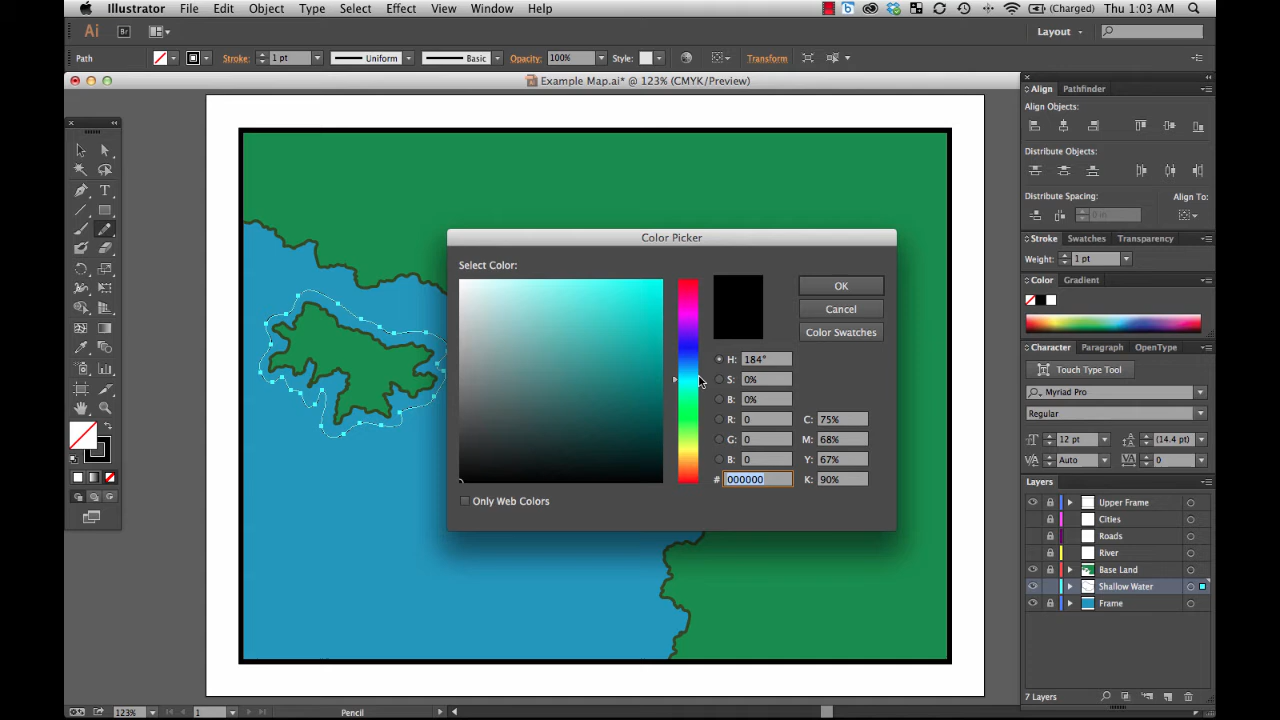 Illustrator File Edit Object Type Select Effect View Window Help (Charged) Thu 1:03 AM
Ai Br Layout
Path Stroke: 1 pt Uniform Basic Opacity: 100% Style: Transform
Example Map.ai* @ 123% (CMYK/Preview)
Align Pathfinder
Align Objects:
Distribute Objects:
Distribute Spacing: Align To:
0 in
Stroke Swatches Transparency
Weight: 1 pt
Color Gradient
Character Paragraph OpenType
Touch Type Tool
Myriad Pro
Regular
12 pt (14.4 pt)
Auto 0
Layers
Upper Frame
Cities
Roads
River
Base Land
Shallow Water
Frame
7 Layers
Color Picker
Select Color:
OK
Cancel
Color Swatches
H: 184°
S: 0%
B: 0%
R: 0 C: 75%
G: 0 M: 68%
B: 0 Y: 67%
# 000000 K: 90%
Only Web Colors
123% 1 Pencil